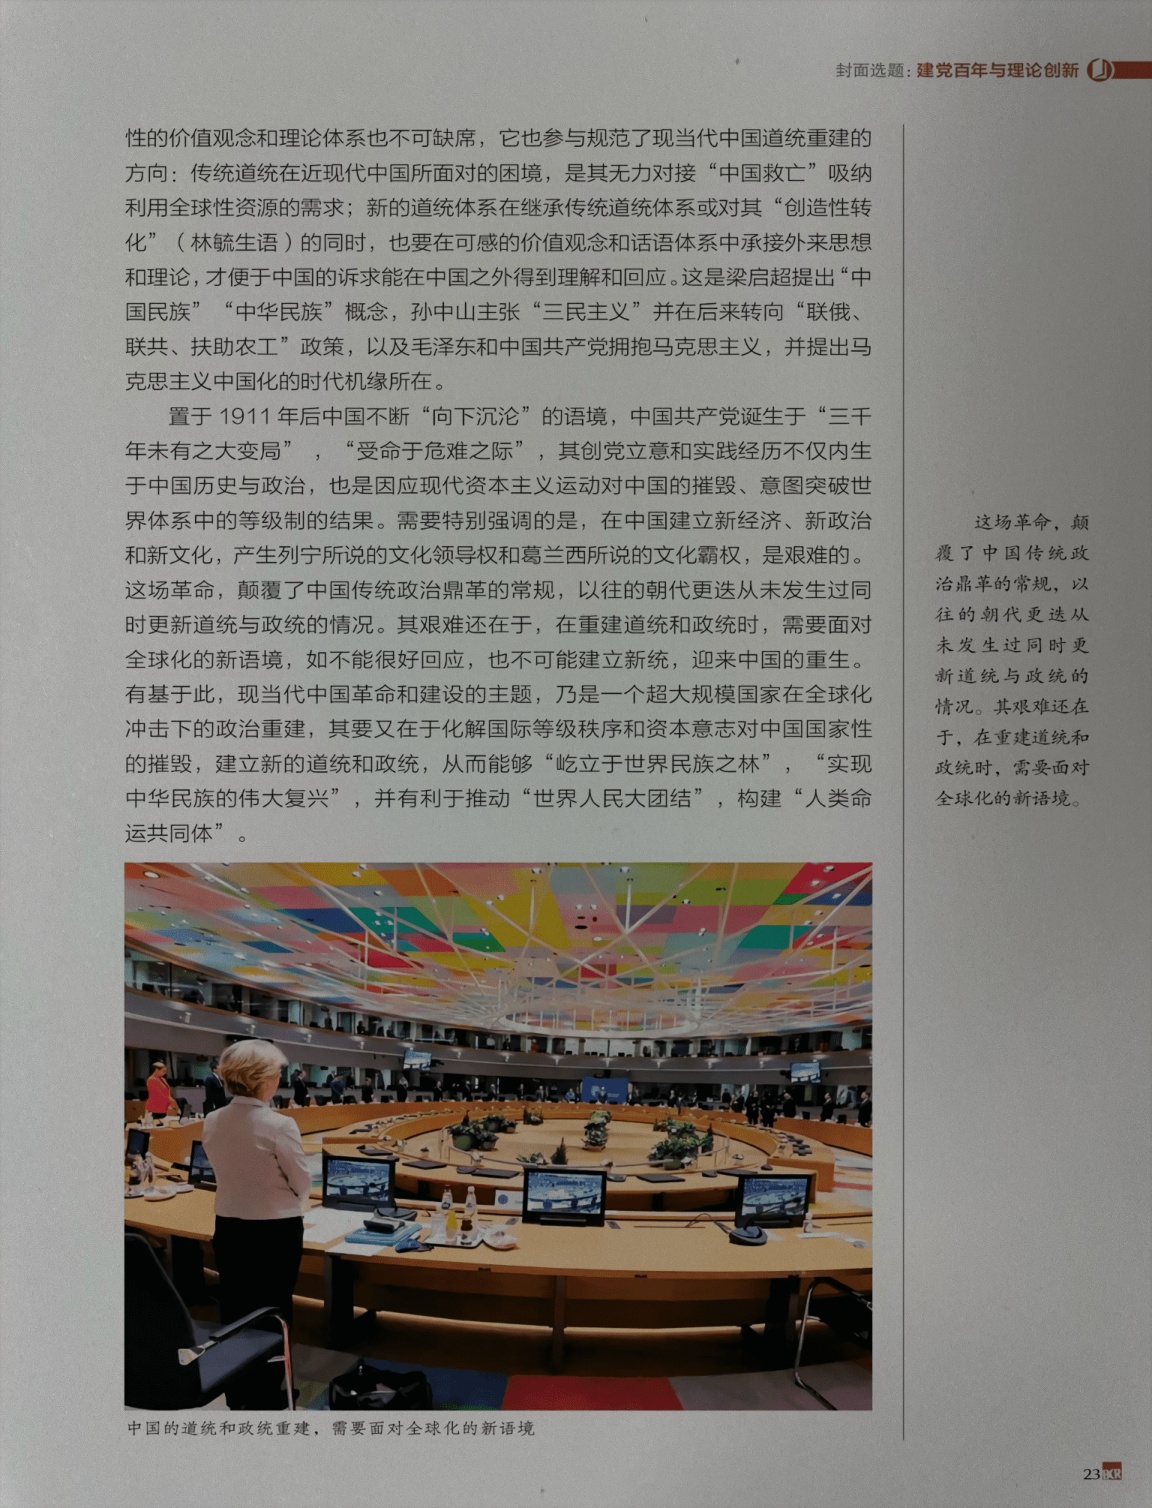 封面选题：建党百年与理论创新
性的价值观念和理论体系也不可缺席，它也参与规范了现当代中国道统重建的
方向：传统道统在近现代中国所面对的困境，是其无力对接“中国救亡”吸纳
利用全球性资源的需求；新的道统体系在继承传统道统体系或对其“创造性转
化”（林毓生语）的同时，也要在可感的价值观念和话语体系中承接外来思想
和理论，才便于中国的诉求能在中国之外得到理解和回应。这是梁启超提出“中
国民族”“中华民族”概念，孙中山主张“三民主义”并在后来转向“联俄、
联共、扶助农工”政策，以及毛泽东和中国共产党拥抱马克思主义，并提出马
克思主义中国化的时代机缘所在。
置于1911年后中国不断“向下沉沦”的语境，中国共产党诞生于“三千
年未有之大变局”，“受命于危难之际”，其创党立意和实践经历不仅内生
于中国历史与政治，也是因应现代资本主义运动对中国的摧毁、意图突破世
界体系中的等级制的结果。需要特别强调的是，在中国建立新经济、新政治
和新文化，产生列宁所说的文化领导权和葛兰西所说的文化霸权，是艰难的。
这场革命，颠覆了中国传统政治鼎革的常规，以往的朝代更迭从未发生过同
时更新道统与政统的情况。其艰难还在于，在重建道统和政统时，需要面对
全球化的新语境，如不能很好回应，也不可能建立新统，迎来中国的重生。
有基于此，现当代中国革命和建设的主题，乃是一个超大规模国家在全球化
冲击下的政治重建，其要又在于化解国际等级秩序和资本意志对中国国家性
的摧毁，建立新的道统和政统，从而能够“屹立于世界民族之林”，“实现
中华民族的伟大复兴”，并有利于推动“世界人民大团结”，构建“人类命
运共同体”。
这场革命，颠
覆了中国传统政
治鼎革的常规，以
往的朝代更迭从
未发生过同时更
新道统与政统的
情况。其艰难还在
于，在重建道统和
政统时，需要面对
全球化的新语境。
中国的道统和政统重建，需要面对全球化的新语境
23 BCR